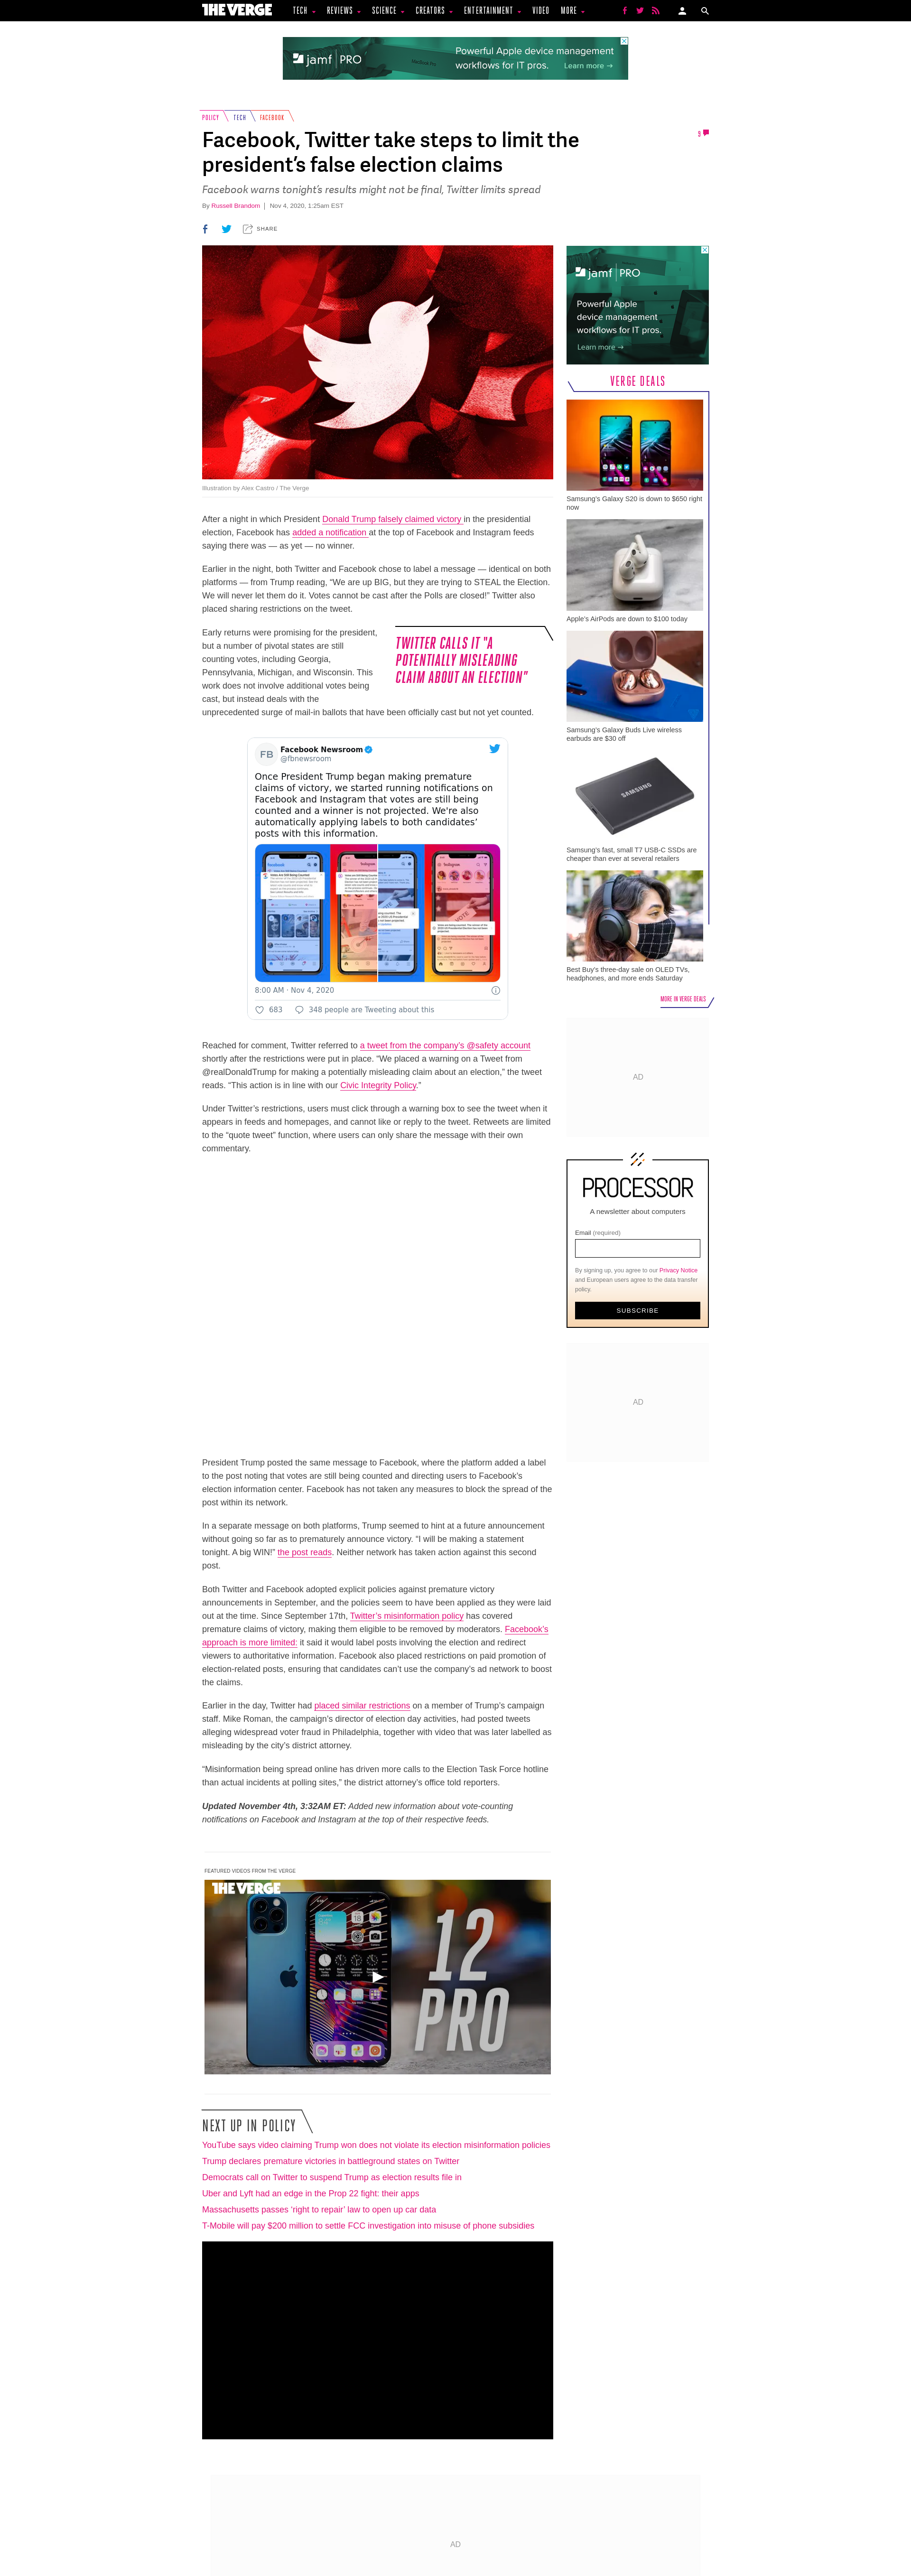 THE VERGE
TECH
REVIEWS
SCIENCE
CREATORS
ENTERTAINMENT
VIDEO
MORE
jamf PRO
Powerful Apple device management
workflows for IT pros. Learn more →
POLICY
TECH
FACEBOOK
Facebook, Twitter take steps to limit the
president’s false election claims
9
Facebook warns tonight’s results might not be final, Twitter limits spread
By Russell Brandom | Nov 4, 2020, 1:25am EST
SHARE
Illustration by Alex Castro / The Verge
After a night in which President Donald Trump falsely claimed victory in the presidential
election, Facebook has added a notification at the top of Facebook and Instagram feeds
saying there was — as yet — no winner.
Earlier in the night, both Twitter and Facebook chose to label a message — identical on both
platforms — from Trump reading, “We are up BIG, but they are trying to STEAL the Election.
We will never let them do it. Votes cannot be cast after the Polls are closed!” Twitter also
placed sharing restrictions on the tweet.
Early returns were promising for the president,
but a number of pivotal states are still
counting votes, including Georgia,
Pennsylvania, Michigan, and Wisconsin. This
work does not involve additional votes being
cast, but instead deals with the
unprecedented surge of mail-in ballots that have been officially cast but not yet counted.
TWITTER CALLS IT "A
POTENTIALLY MISLEADING
CLAIM ABOUT AN ELECTION"
FB
Facebook Newsroom
@fbnewsroom
Once President Trump began making premature
claims of victory, we started running notifications on
Facebook and Instagram that votes are still being
counted and a winner is not projected. We're also
automatically applying labels to both candidates’
posts with this information.
8:00 AM · Nov 4, 2020
683
348 people are Tweeting about this
Reached for comment, Twitter referred to a tweet from the company’s @safety account
shortly after the restrictions were put in place. “We placed a warning on a Tweet from
@realDonaldTrump for making a potentially misleading claim about an election,” the tweet
reads. “This action is in line with our Civic Integrity Policy.”
Under Twitter’s restrictions, users must click through a warning box to see the tweet when it
appears in feeds and homepages, and cannot like or reply to the tweet. Retweets are limited
to the “quote tweet” function, where users can only share the message with their own
commentary.
President Trump posted the same message to Facebook, where the platform added a label
to the post noting that votes are still being counted and directing users to Facebook’s
election information center. Facebook has not taken any measures to block the spread of the
post within its network.
In a separate message on both platforms, Trump seemed to hint at a future announcement
without going so far as to prematurely announce victory. “I will be making a statement
tonight. A big WIN!” the post reads. Neither network has taken action against this second
post.
Both Twitter and Facebook adopted explicit policies against premature victory
announcements in September, and the policies seem to have been applied as they were laid
out at the time. Since September 17th, Twitter’s misinformation policy has covered
premature claims of victory, making them eligible to be removed by moderators. Facebook’s
approach is more limited: it said it would label posts involving the election and redirect
viewers to authoritative information. Facebook also placed restrictions on paid promotion of
election-related posts, ensuring that candidates can’t use the company’s ad network to boost
the claims.
Earlier in the day, Twitter had placed similar restrictions on a member of Trump’s campaign
staff. Mike Roman, the campaign’s director of election day activities, had posted tweets
alleging widespread voter fraud in Philadelphia, together with video that was later labelled as
misleading by the city’s district attorney.
“Misinformation being spread online has driven more calls to the Election Task Force hotline
than actual incidents at polling sites,” the district attorney’s office told reporters.
Updated November 4th, 3:32AM ET: Added new information about vote-counting
notifications on Facebook and Instagram at the top of their respective feeds.
FEATURED VIDEOS FROM THE VERGE
THE VERGE
12
PRO
NEXT UP IN POLICY
YouTube says video claiming Trump won does not violate its election misinformation policies
Trump declares premature victories in battleground states on Twitter
Democrats call on Twitter to suspend Trump as election results file in
Uber and Lyft had an edge in the Prop 22 fight: their apps
Massachusetts passes ‘right to repair’ law to open up car data
T-Mobile will pay $200 million to settle FCC investigation into misuse of phone subsidies
jamf PRO
Powerful Apple
device management
workflows for IT pros.
Learn more →
VERGE DEALS
Samsung’s Galaxy S20 is down to $650 right
now
Apple’s AirPods are down to $100 today
Samsung’s Galaxy Buds Live wireless
earbuds are $30 off
SAMSUNG
Samsung’s fast, small T7 USB-C SSDs are
cheaper than ever at several retailers
Best Buy’s three-day sale on OLED TVs,
headphones, and more ends Saturday
MORE IN VERGE DEALS
AD
PROCESSOR
A newsletter about computers
Email (required)
By signing up, you agree to our Privacy Notice
and European users agree to the data transfer
policy.
SUBSCRIBE
AD
AD